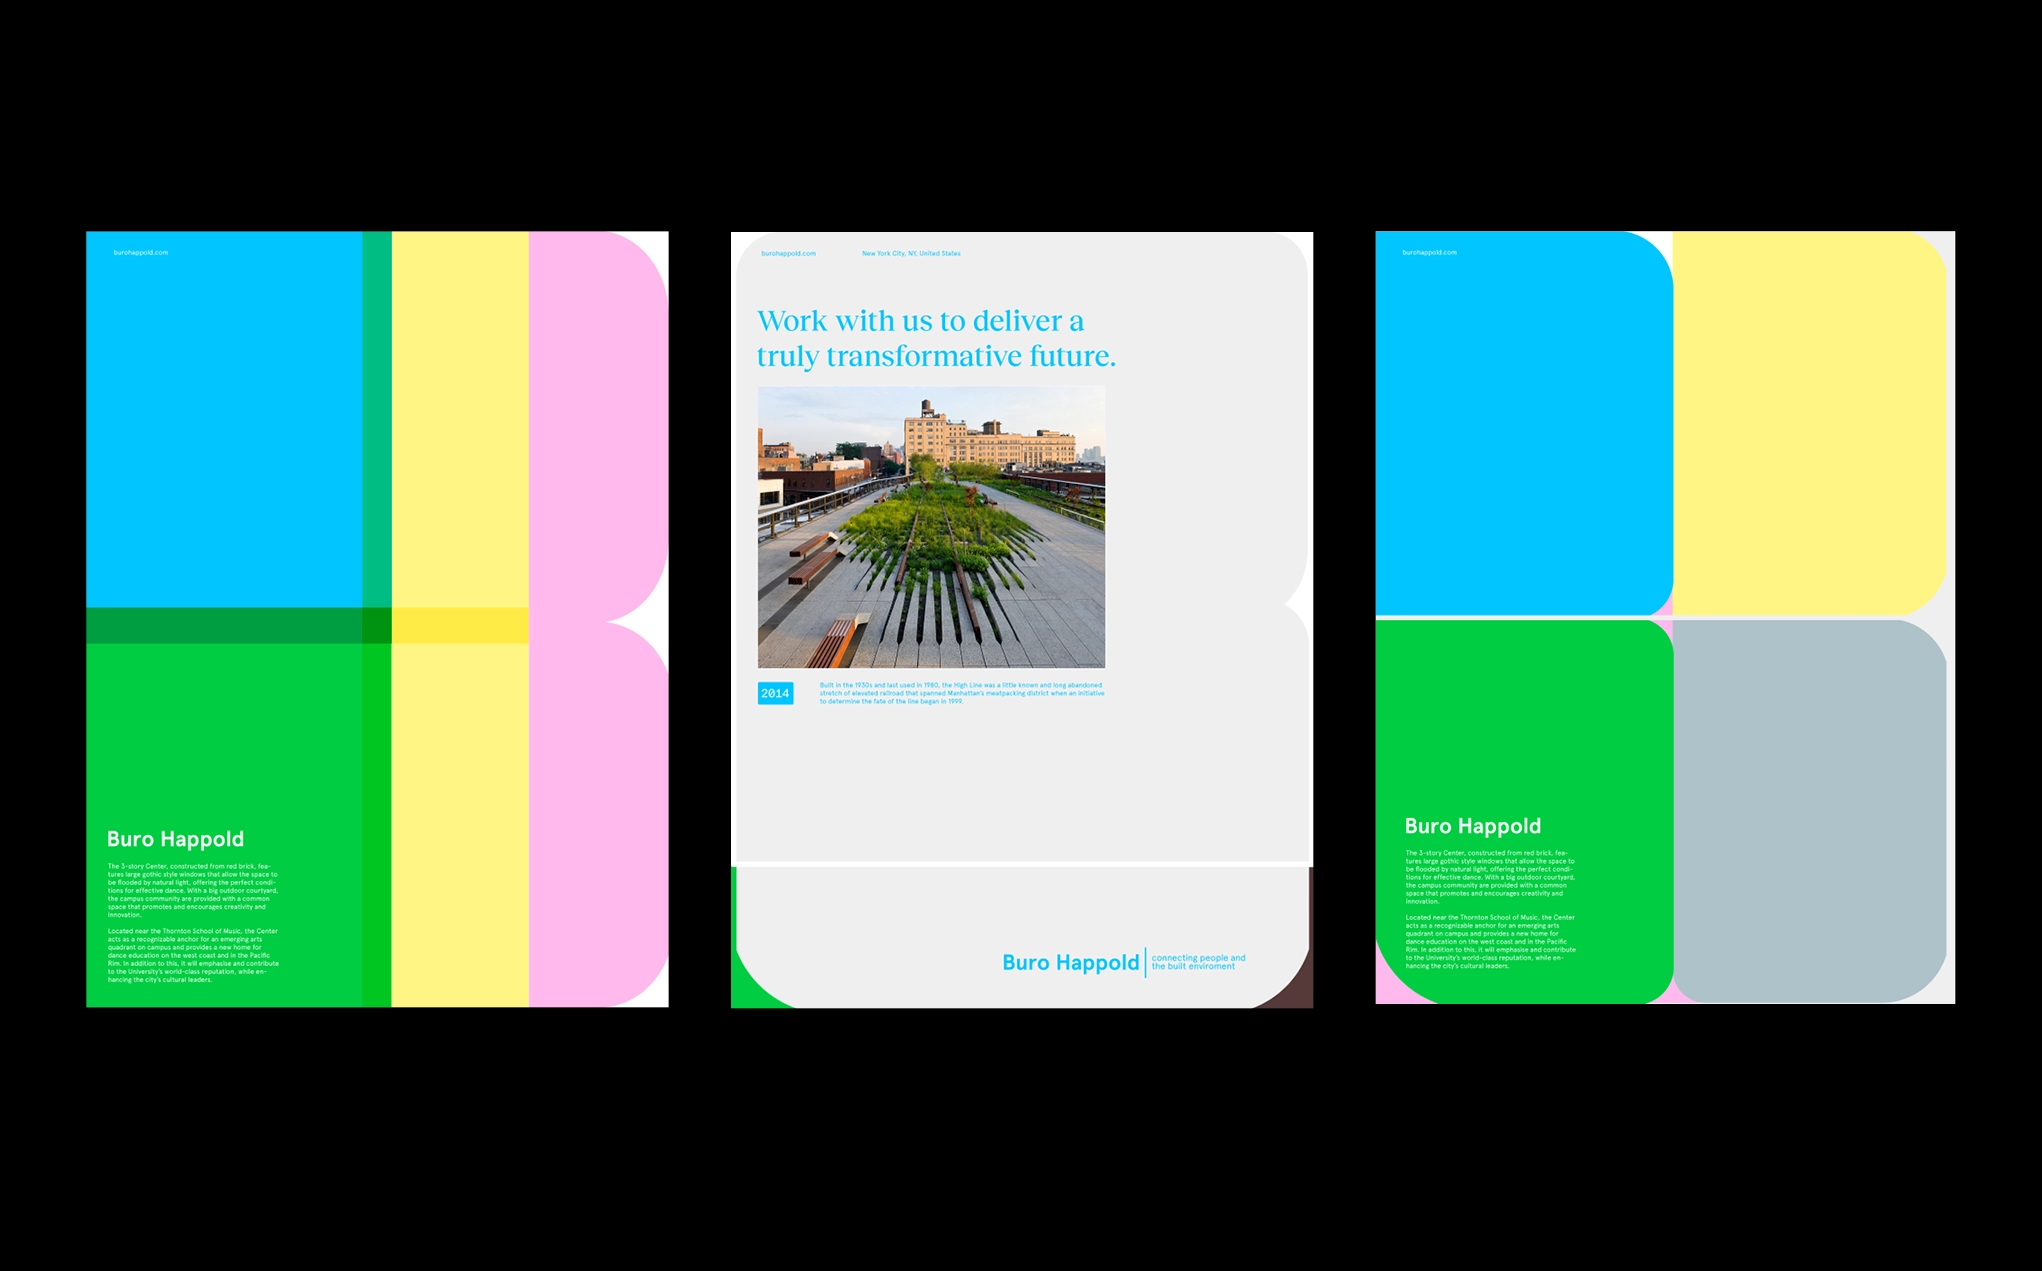 burohappold.com
Buro Happold
The 3-story Center, constructed from red brick, fea-
tures large gothic style windows that allow the space to
be flooded by natural light, offering the perfect condi-
tions for effective dance. With a big outdoor courtyard,
the campus community are provided with a common
space that promotes and encourages creativity and
innovation.
Located near the Thornton School of Music, the Center
acts as a recognizable anchor for an emerging arts
quadrant on campus and provides a new home for
dance education on the west coast and in the Pacific
Rim. In addition to this, it will emphasise and contribute
to the University's world-class reputation, while en-
hancing the city's cultural leaders.
burohappold.com
New York City, NY, United States
Work with us to deliver a
truly transformative future.
2014
Built in the 1930s and last used in 1980, the High Line was a little known and long abandoned
stretch of elevated railroad that spanned Manhattan's meatpacking district when an initiative
to determine the fate of the line began in 1999.
Buro Happold
connecting people and
the built enviroment
burohappold.com
Buro Happold
The 3-story Center, constructed from red brick, fea-
tures large gothic style windows that allow the space to
be flooded by natural light, offering the perfect condi-
tions for effective dance. With a big outdoor courtyard,
the campus community are provided with a common
space that promotes and encourages creativity and
innovation.
Located near the Thornton School of Music, the Center
acts as a recognizable anchor for an emerging arts
quadrant on campus and provides a new home for
dance education on the west coast and in the Pacific
Rim. In addition to this, it will emphasise and contribute
to the University's world-class reputation, while en-
hancing the city's cultural leaders.